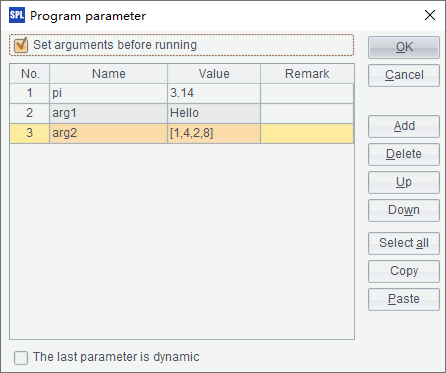 SPL Program parameter
Set arguments before running
No. Name Value Remark
1 pi 3.14
2 arg1 Hello
3 arg2 [1,4,2,8]
OK
Cancel
Add
Delete
Up
Down
Select all
Copy
Paste
The last parameter is dynamic